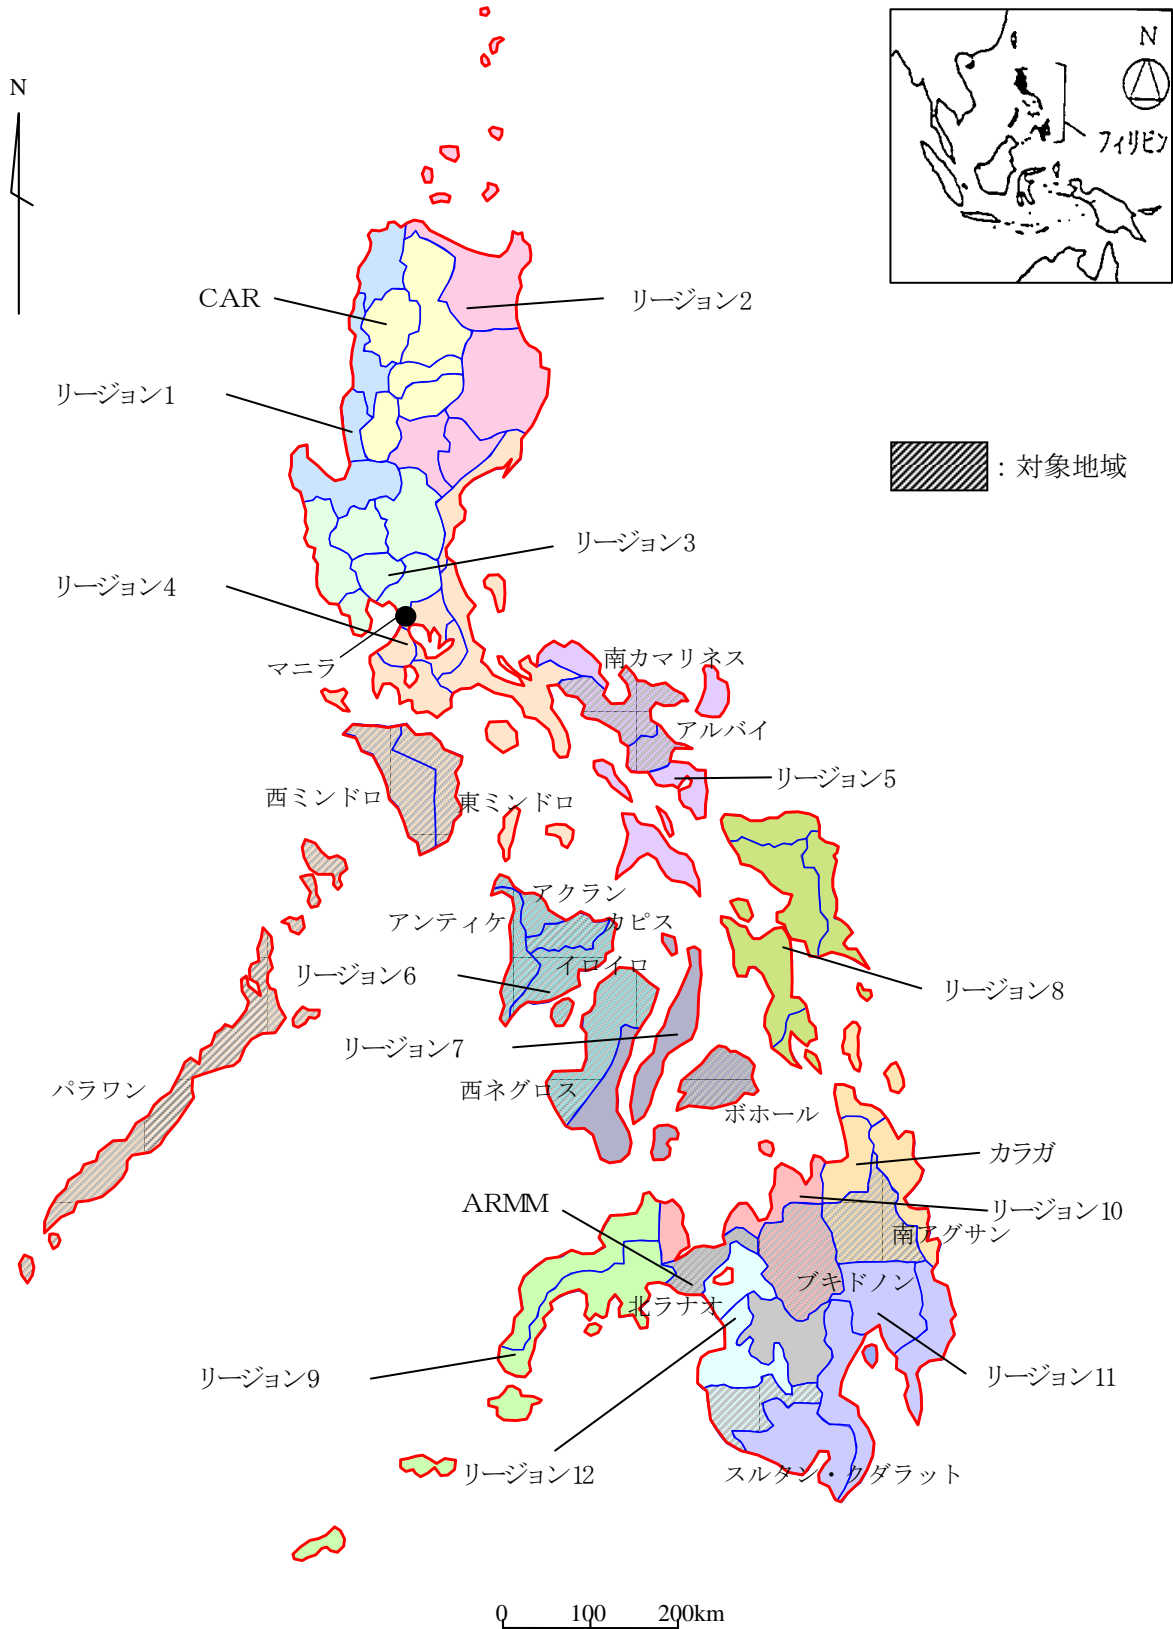 N
N
フィリピン
CAR
リージョン2
リージョン1
: 対象地域
リージョン3
リージョン4
マニラ
南カマリネス
アルバイ
リージョン5
西ミンドロ
東ミンドロ
アクラン
アンティケ
カピス
イロイロ
リージョン6
リージョン8
リージョン7
パラワン
西ネグロス
ボホール
カラガ
ARMM
リージョン10
南アグサン
ブキドノン
北ラナオ
リージョン9
リージョン11
リージョン12
スルタン・クダラット
0 100 200km